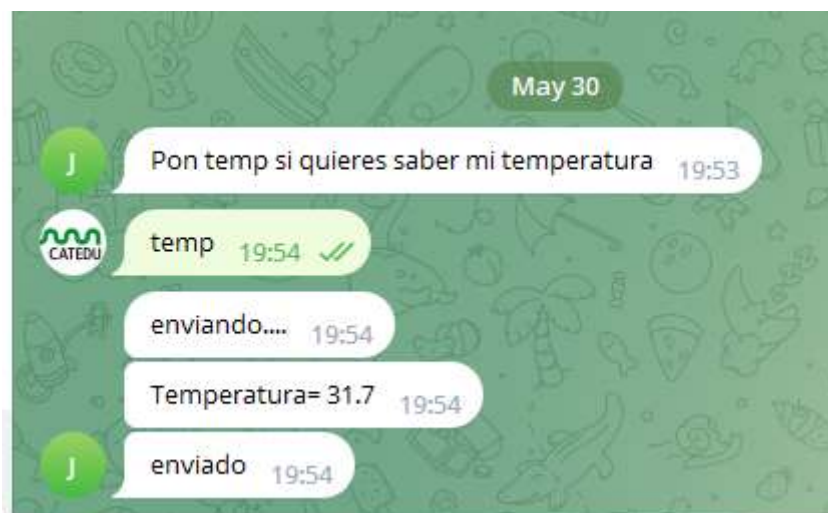 May 30
J
Pon temp si quieres saber mi temperatura 19:53
CATEDU
temp 19:54
enviando.... 19:54
Temperatura= 31.7 19:54
J
enviado 19:54